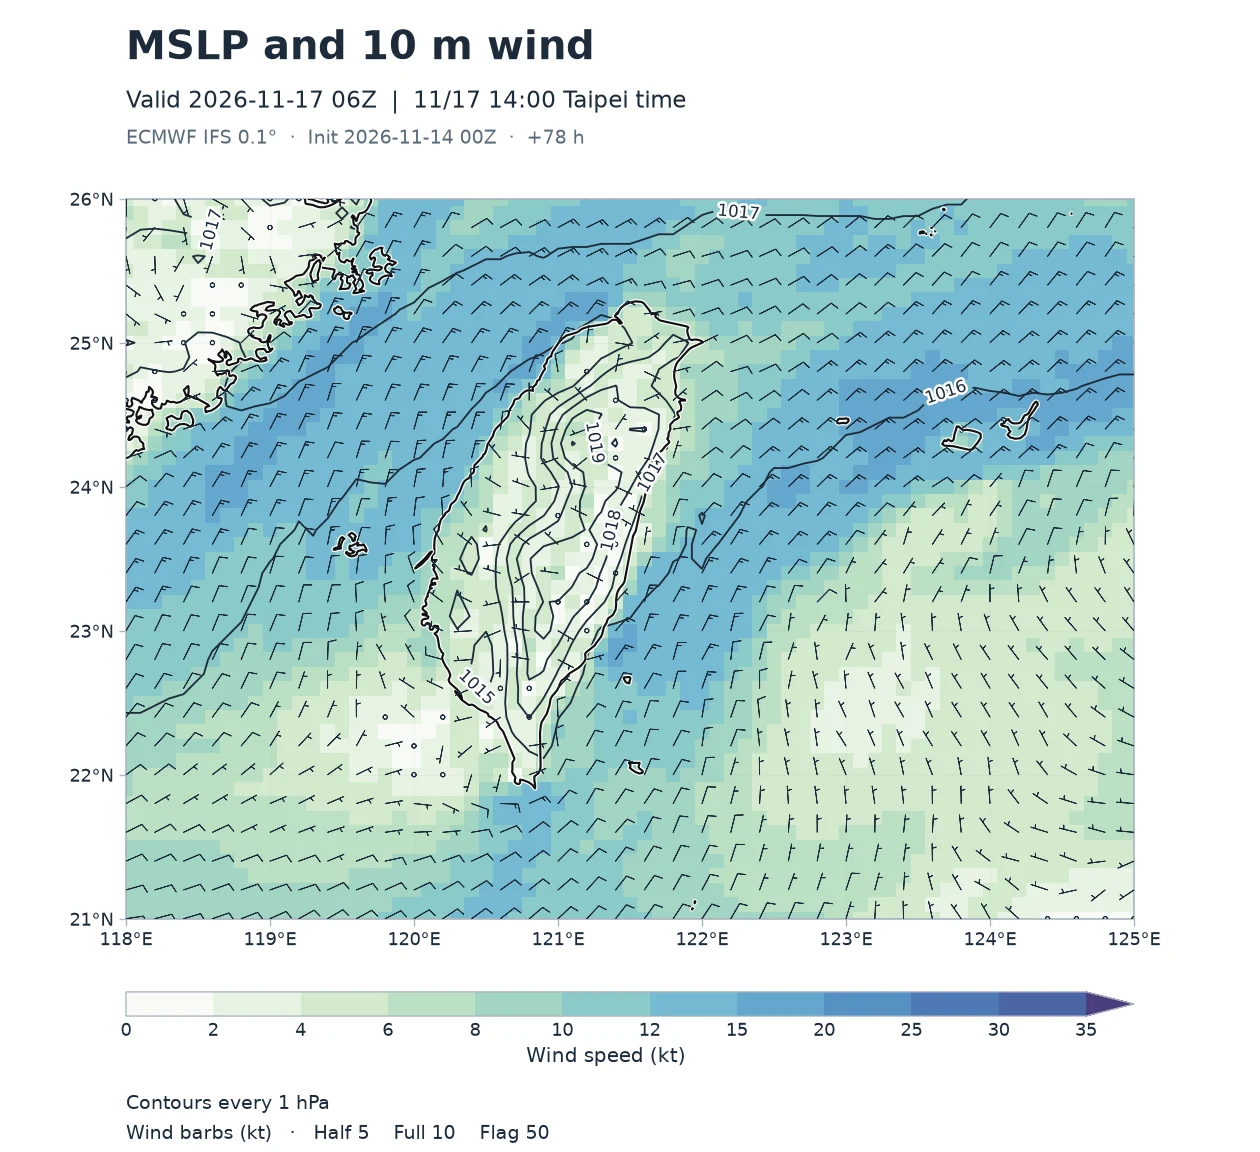 MSLP and 10 m wind
Valid 2026-11-17 06Z | 11/17 14:00 Taipei time
ECMWF IFS 0.1° · Init 2026-11-14 00Z · +78 h
26°N
25°N
24°N
23°N
22°N
21°N
1017
1017
1016
1019
1017
1018
1015
118°E 119°E 120°E 121°E 122°E 123°E 124°E 125°E
0 2 4 6 8 10 12 15 20 25 30 35
Wind speed (kt)
Contours every 1 hPa
Wind barbs (kt) · Half 5 Full 10 Flag 50